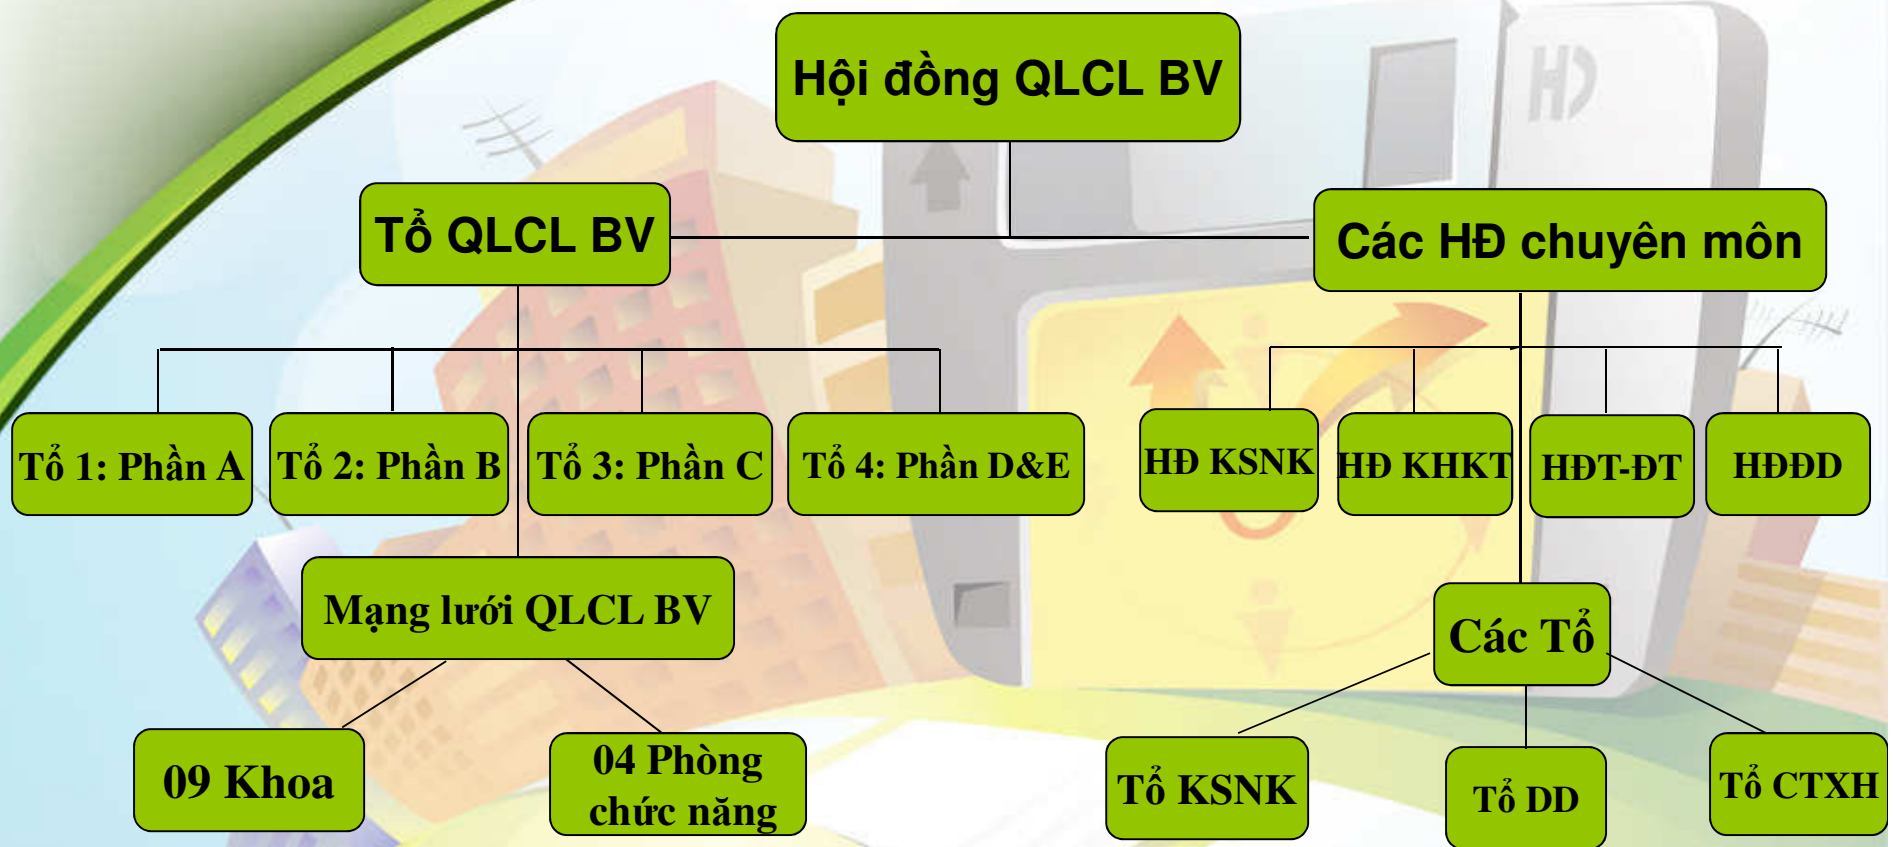 Hội đồng QLCL BV
Tổ QLCL BV
Các HĐ chuyên môn
Tổ 1: Phần A
Tổ 2: Phần B
Tổ 3: Phần C
Tổ 4: Phần D&E
HĐ KSNK
HĐ KHKT
HĐT-ĐT
HĐĐD
Mạng lưới QLCL BV
Các Tổ
09 Khoa
04 Phòng
chức năng
Tổ KSNK
Tổ DD
Tổ CTXH